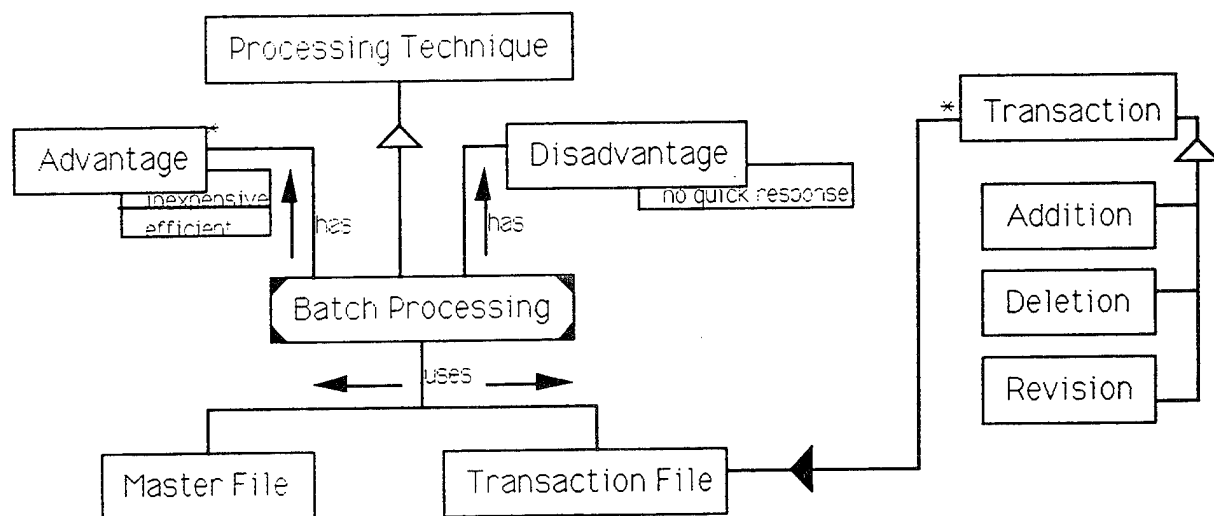 Processing Technique
*
Transaction
*
Advantage
Disadvantage
inexpensive
efficient
no quick response
has
has
Addition
Batch Processing
Deletion
uses
Revision
Master File
Transaction File